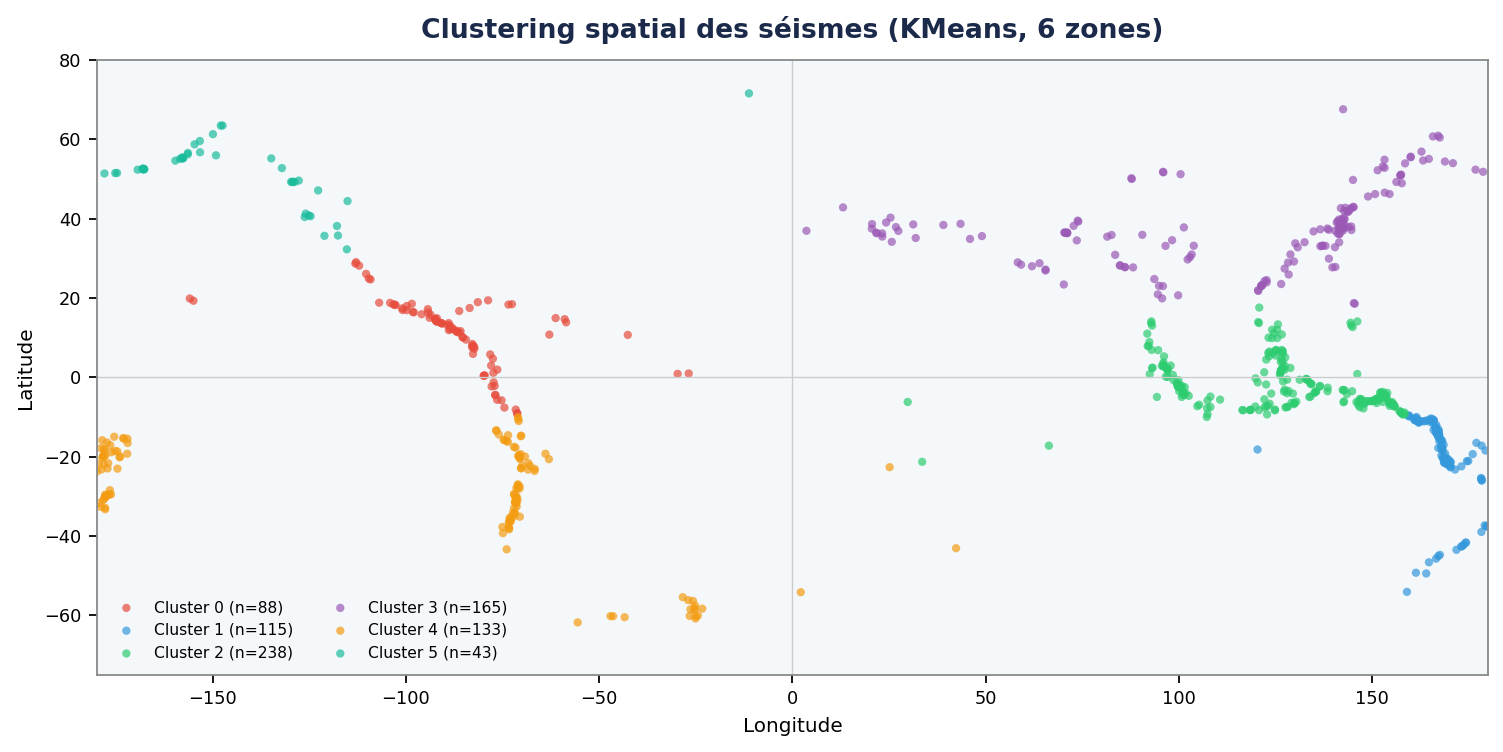 Clustering spatial des séismes (KMeans, 6 zones)
80
60
40
20
0
−20
−40
−60
Latitude
Cluster 0 (n=88)
Cluster 1 (n=115)
Cluster 2 (n=238)
Cluster 3 (n=165)
Cluster 4 (n=133)
Cluster 5 (n=43)
−150
−100
−50
0
50
100
150
Longitude